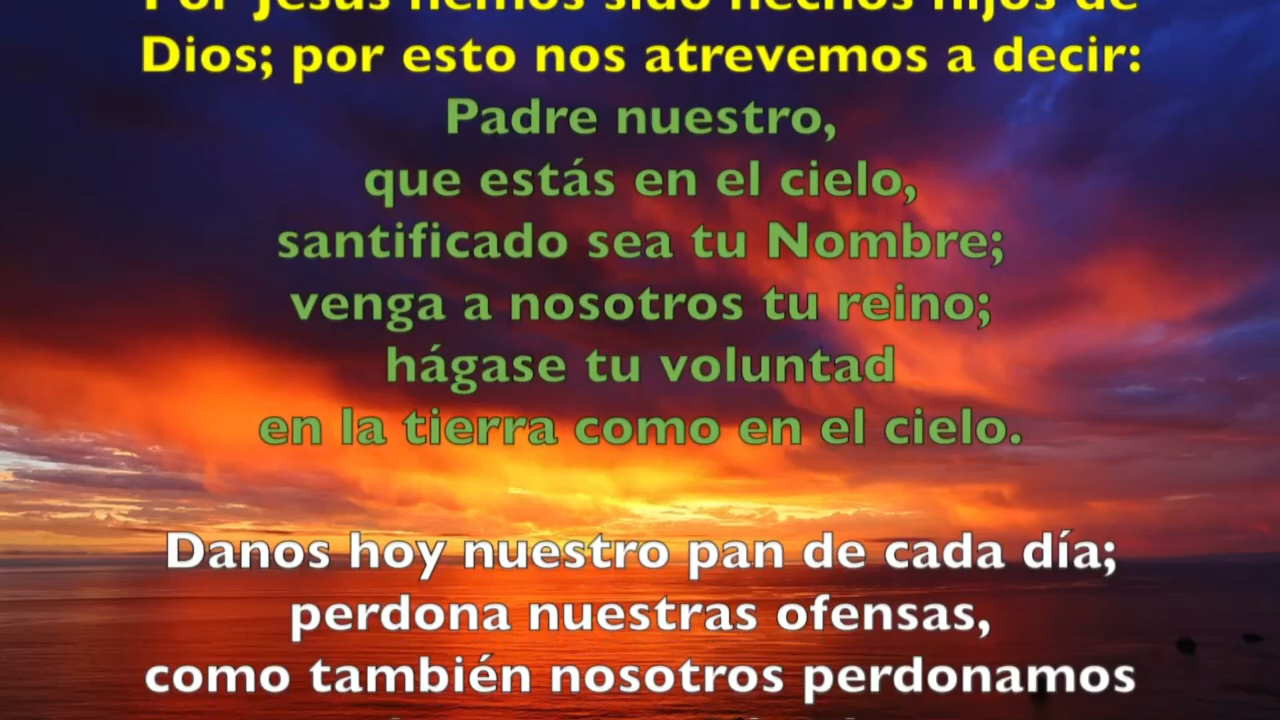 Por Jesús hemos sido hechos hijos de
Dios; por esto nos atrevemos a decir:
Padre nuestro,
que estás en el cielo,
santificado sea tu Nombre;
venga a nosotros tu reino;
hágase tu voluntad
en la tierra como en el cielo.
Danos hoy nuestro pan de cada día;
perdona nuestras ofensas,
como también nosotros perdonamos